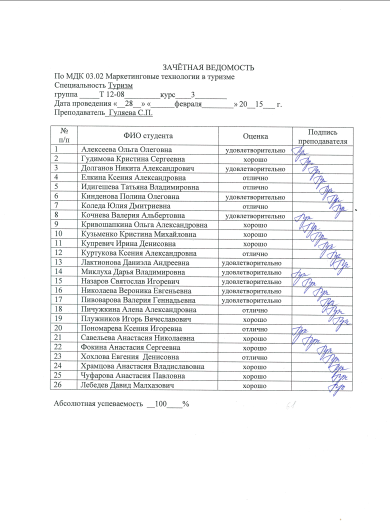 ЗАЧЁТНАЯ ВЕДОМОСТЬ
По МДК 03.02 Маркетинговые технологии в туризме
Специальность Туризм
группа _____Т 12-08_________курс____3________
Дата проведения «__28__» «______февраля________» 20__15___ г.
Преподаватель _Гуляева С.П.
№ п/п ФИО студента Оценка Подпись преподавателя
1 Алексеева Ольга Олеговна удовлетворительно
2 Гудимова Кристина Сергеевна хорошо
3 Долганов Никита Александрович удовлетворительно
4 Елкина Ксения Александровна отлично
5 Идигешева Татьяна Владимировна отлично
6 Кинденова Полина Олеговна удовлетворительно
7 Коледа Юлия Дмитриевна отлично
8 Кочнева Валерия Альбертовна удовлетворительно
9 Кривошапкина Ольга Александровна хорошо
10 Кузьменко Кристина Михайловна хорошо
11 Купревич Ирина Денисовна хорошо
12 Куртукова Ксения Александровна отлично
13 Лактионова Даниэла Андреевна удовлетворительно
14 Миклуха Дарья Владимировна удовлетворительно
15 Назаров Святослав Игоревич удовлетворительно
16 Николаева Вероника Евгеньевна удовлетворительно
17 Пивоварова Валерия Геннадьевна удовлетворительно
18 Пичужкина Алена Александровна отлично
19 Плужников Игорь Вячеславович хорошо
20 Пономарева Ксения Игоревна отлично
21 Савельева Анастасия Николаевна хорошо
22 Фокина Анастасия Сергеевна хорошо
23 Хохлова Евгения Денисовна отлично
24 Храмцова Анастасия Владиславовна хорошо
25 Чуфарова Анастасия Павловна хорошо
26 Лебедев Давид Малхазович хорошо
Абсолютная успеваемость __100____%